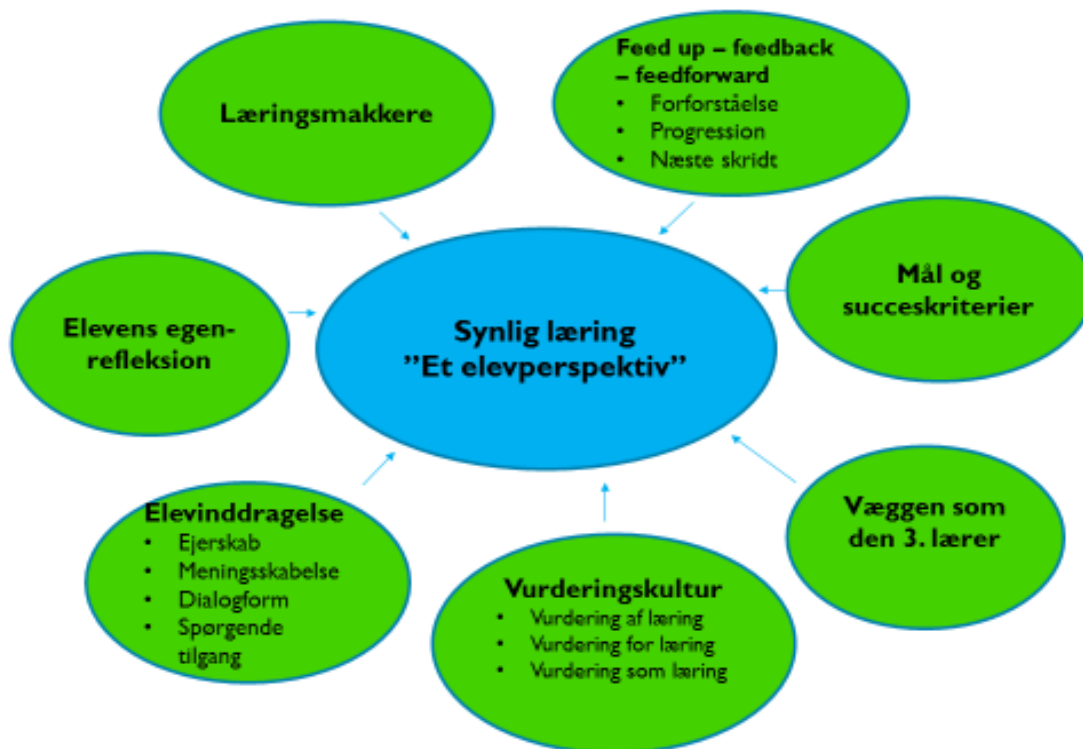 Læringsmakkere
Feed up – feedback
– feedforward
• Forforståelse
• Progression
• Næste skridt
Elevens egen-
refleksion
Synlig læring
”Et elevperspektiv”
Mål og
succeskriterier
Elevinddragelse
• Ejerskab
• Meningsskabelse
• Dialogform
• Spørgende
tilgang
Vurderingskultur
• Vurdering af læring
• Vurdering for læring
• Vurdering som læring
Væggen som
den 3. lærer